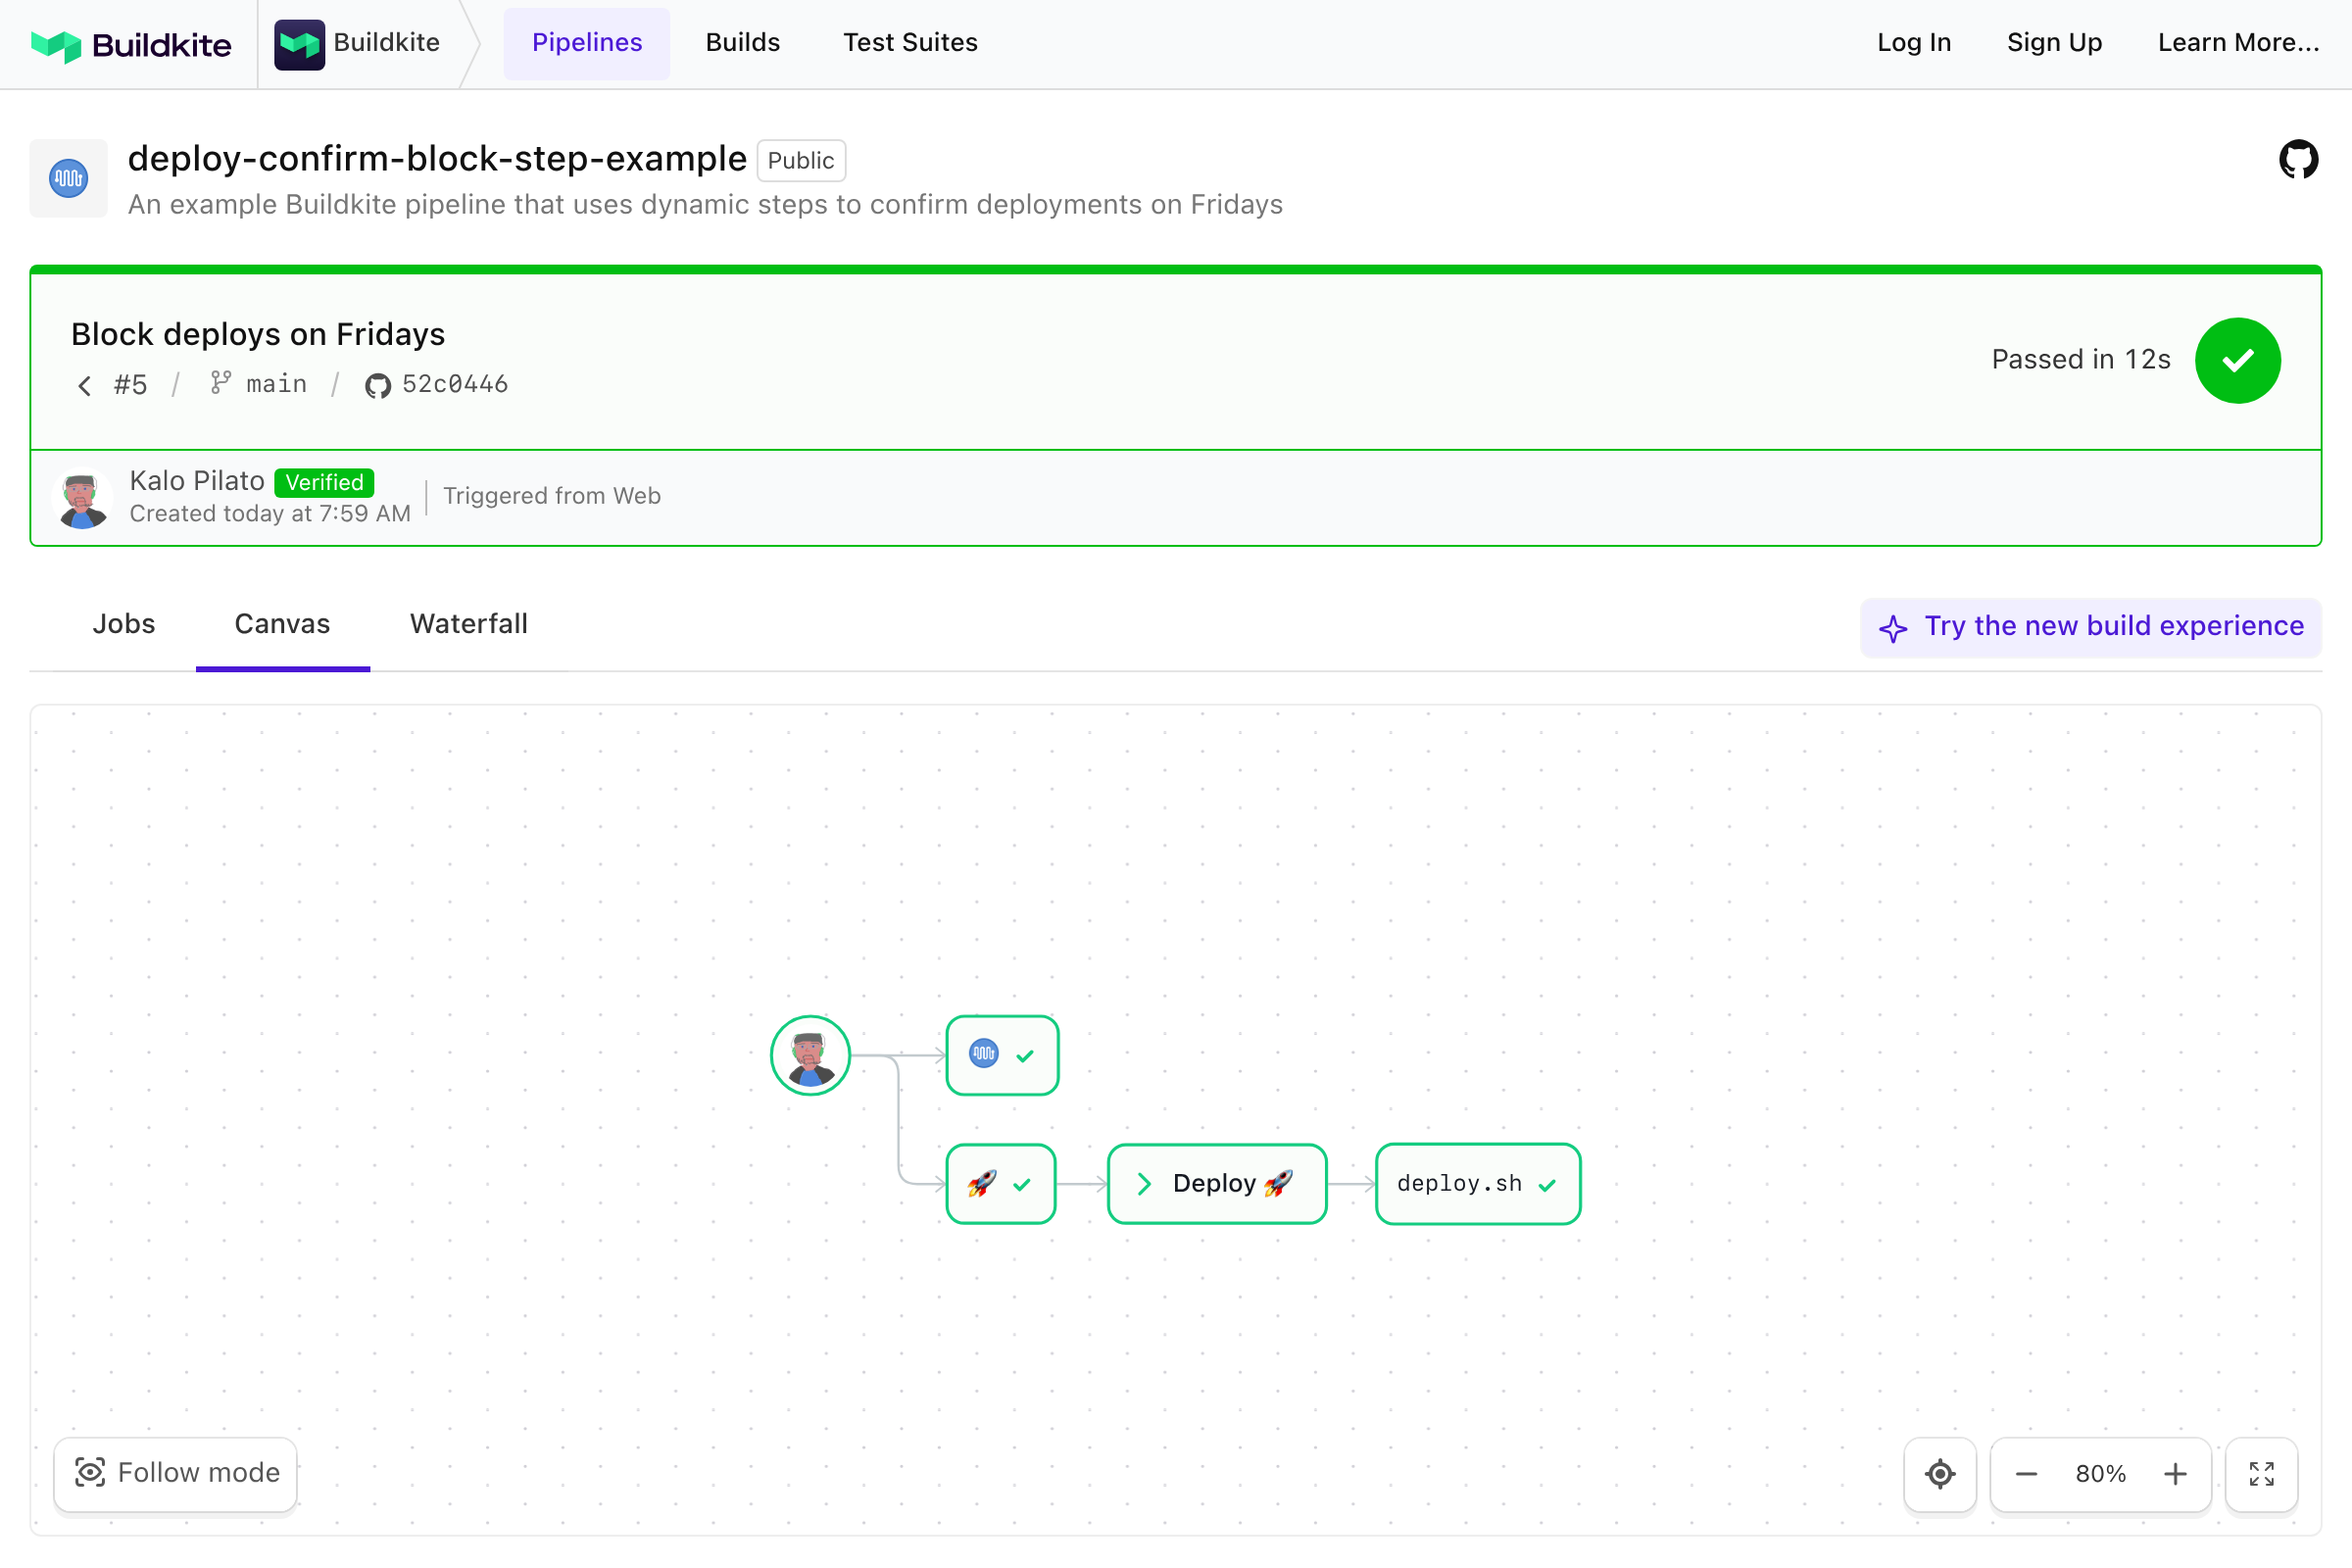 Buildkite
Buildkite
Pipelines
Builds
Test Suites
Log In
Sign Up
Learn More...
deploy-confirm-block-step-example
Public
An example Buildkite pipeline that uses dynamic steps to confirm deployments on Fridays
Block deploys on Fridays
#5 / main / 52c0446
Passed in 12s
Kalo Pilato Verified
Created today at 7:59 AM
Triggered from Web
Jobs
Canvas
Waterfall
Try the new build experience
Deploy 🚀
deploy.sh
Follow mode
80%